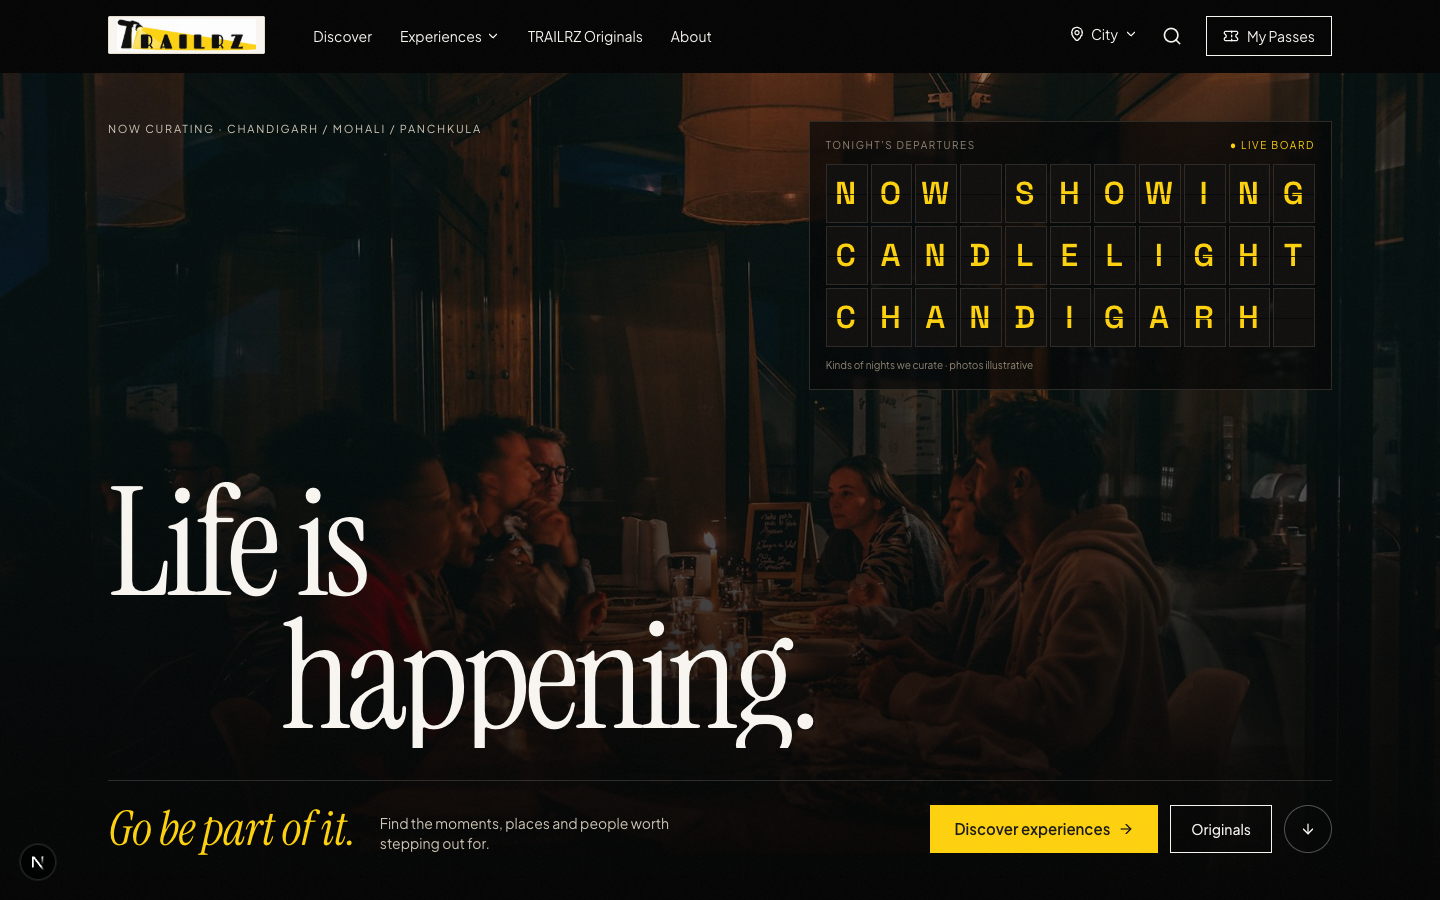 TRAILRZ
Discover
Experiences
TRAILRZ Originals
About
City
My Passes
NOW CURATING · CHANDIGARH / MOHALI / PANCHKULA
TONIGHT'S DEPARTURES
• LIVE BOARD
NOW SHOWING
CANDLELIGHT
CHANDIGARH
Kinds of nights we curate · photos illustrative
Life is
happening.
Go be part of it.
Find the moments, places and people worth
stepping out for.
Discover experiences →
Originals
↓
N